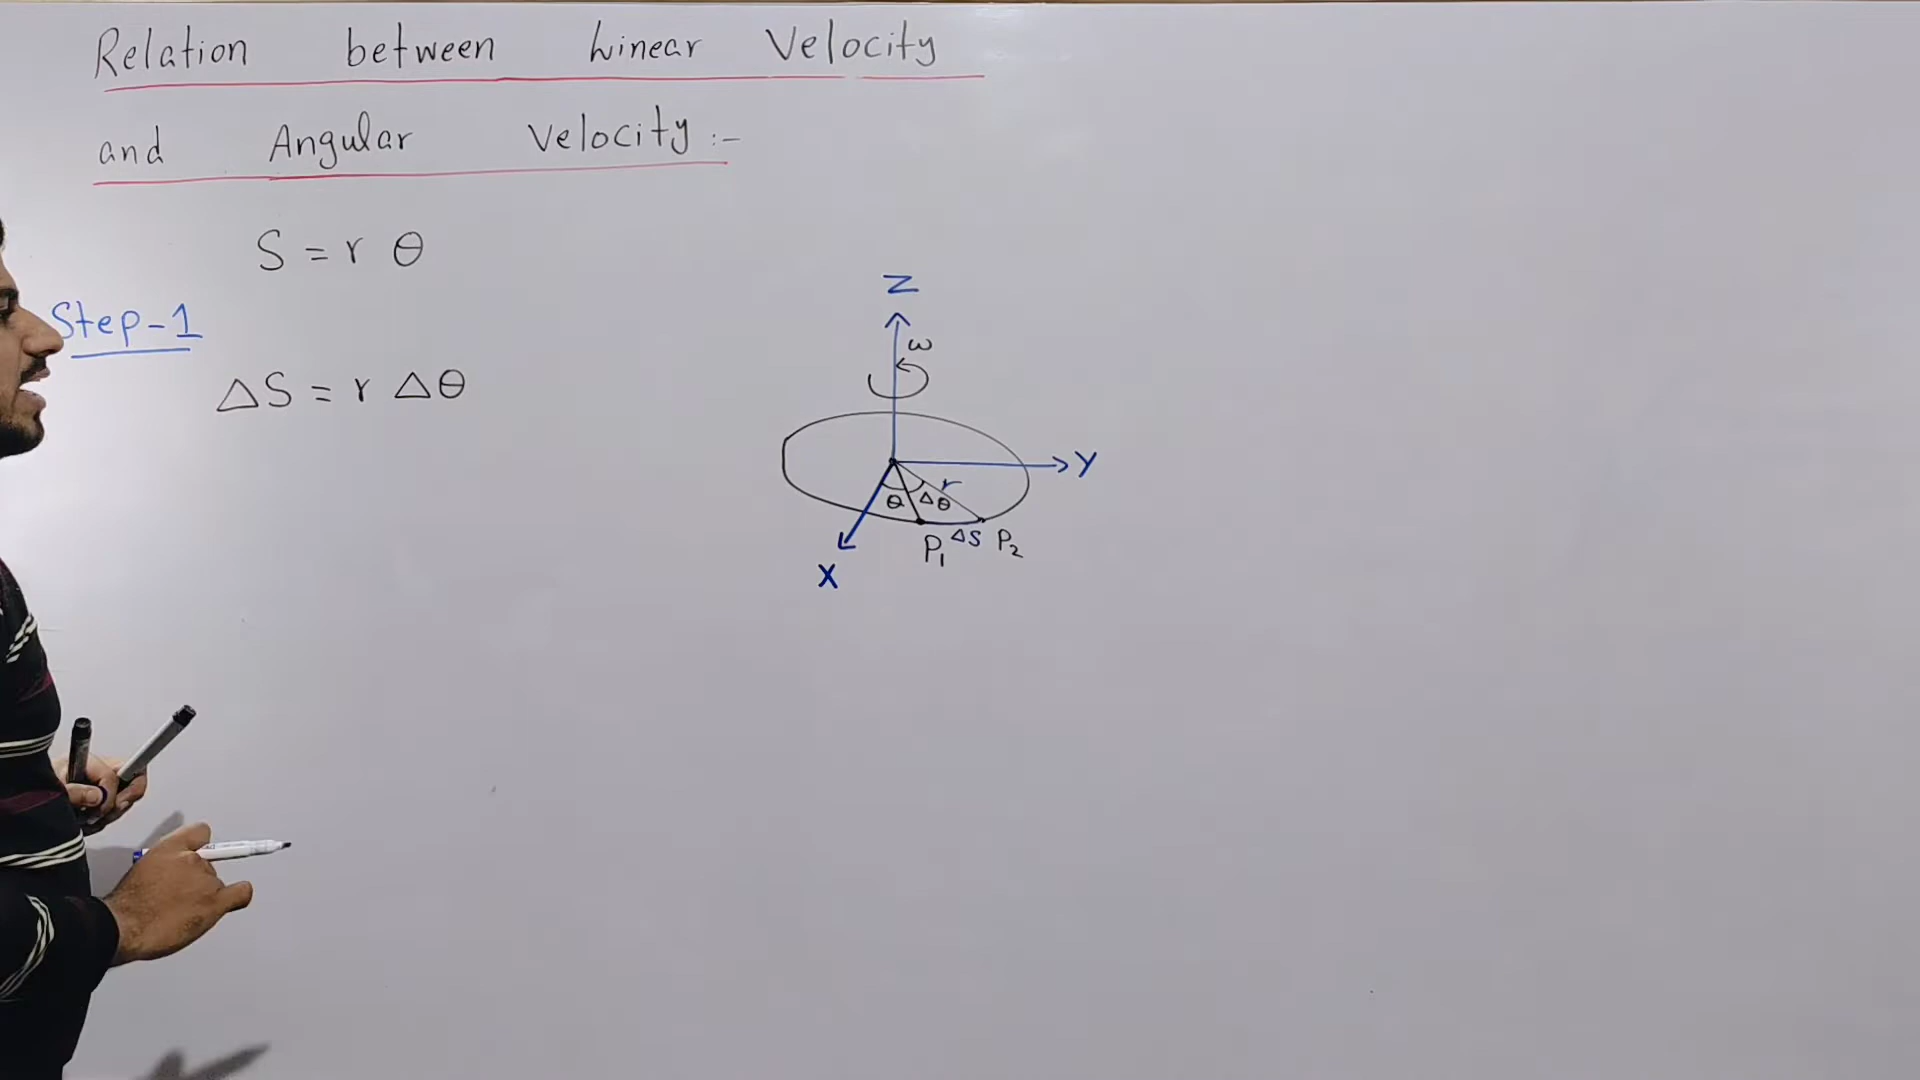 Relation between Linear Velocity
and Angular Velocity :-
S = r θ
Step-1
ΔS = r Δθ
Z
ω
Y
r
θ Δθ
P₁ ΔS P₂
X